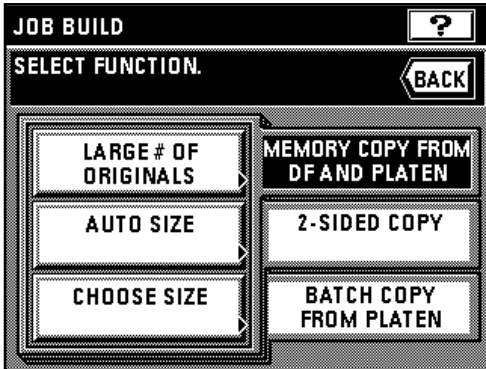 JOB BUILD
?
SELECT FUNCTION.
BACK
LARGE # OF
ORIGINALS
AUTO SIZE
CHOOSE SIZE
MEMORY COPY FROM
DF AND PLATEN
2-SIDED COPY
BATCH COPY
FROM PLATEN